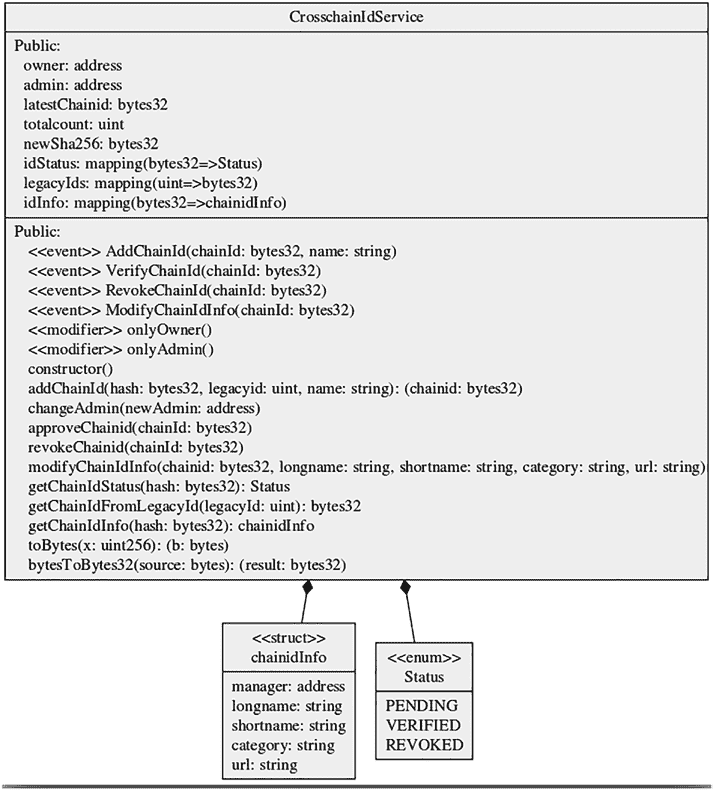 CrosschainIdService
Public:
owner: address
admin: address
latestChainid: bytes32
totalcount: uint
newSha256: bytes32
idStatus: mapping(bytes32=>Status)
legacyIds: mapping(uint=>bytes32)
idInfo: mapping(bytes32=>chainidInfo)
Public:
<<event>> AddChainId(chainId: bytes32, name: string)
<<event>> VerifyChainId(chainId: bytes32)
<<event>> RevokeChainId(chainId: bytes32)
<<event>> ModifyChainIdInfo(chainId: bytes32)
<<modifier>> onlyOwner()
<<modifier>> onlyAdmin()
constructor()
addChainId(hash: bytes32, legacyid: uint, name: string): (chainid: bytes32)
changeAdmin(newAdmin: address)
approveChainid(chainId: bytes32)
revokeChainid(chainId: bytes32)
modifyChainIdInfo(chainid: bytes32, longname: string, shortname: string, category: string, url: string)
getChainIdStatus(hash: bytes32): Status
getChainIdFromLegacyId(legacyId: uint): bytes32
getChainIdInfo(hash: bytes32): chainidInfo
toBytes(x: uint256): (b: bytes)
bytesToBytes32(source: bytes): (result: bytes32)
<<struct>>
chainidInfo
manager: address
longname: string
shortname: string
category: string
url: string
<<enum>>
Status
PENDING
VERIFIED
REVOKED